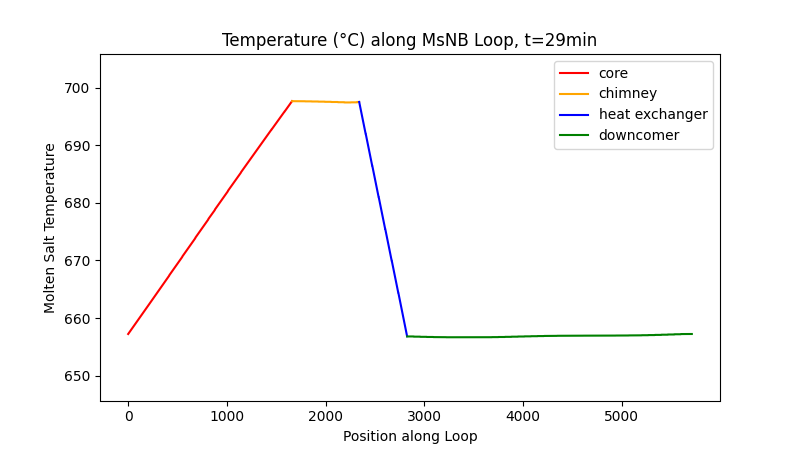 Temperature (°C) along MsNB Loop, t=29min
core
chimney
heat exchanger
downcomer
Molten Salt Temperature
700
690
680
670
660
650
0 1000 2000 3000 4000 5000
Position along Loop